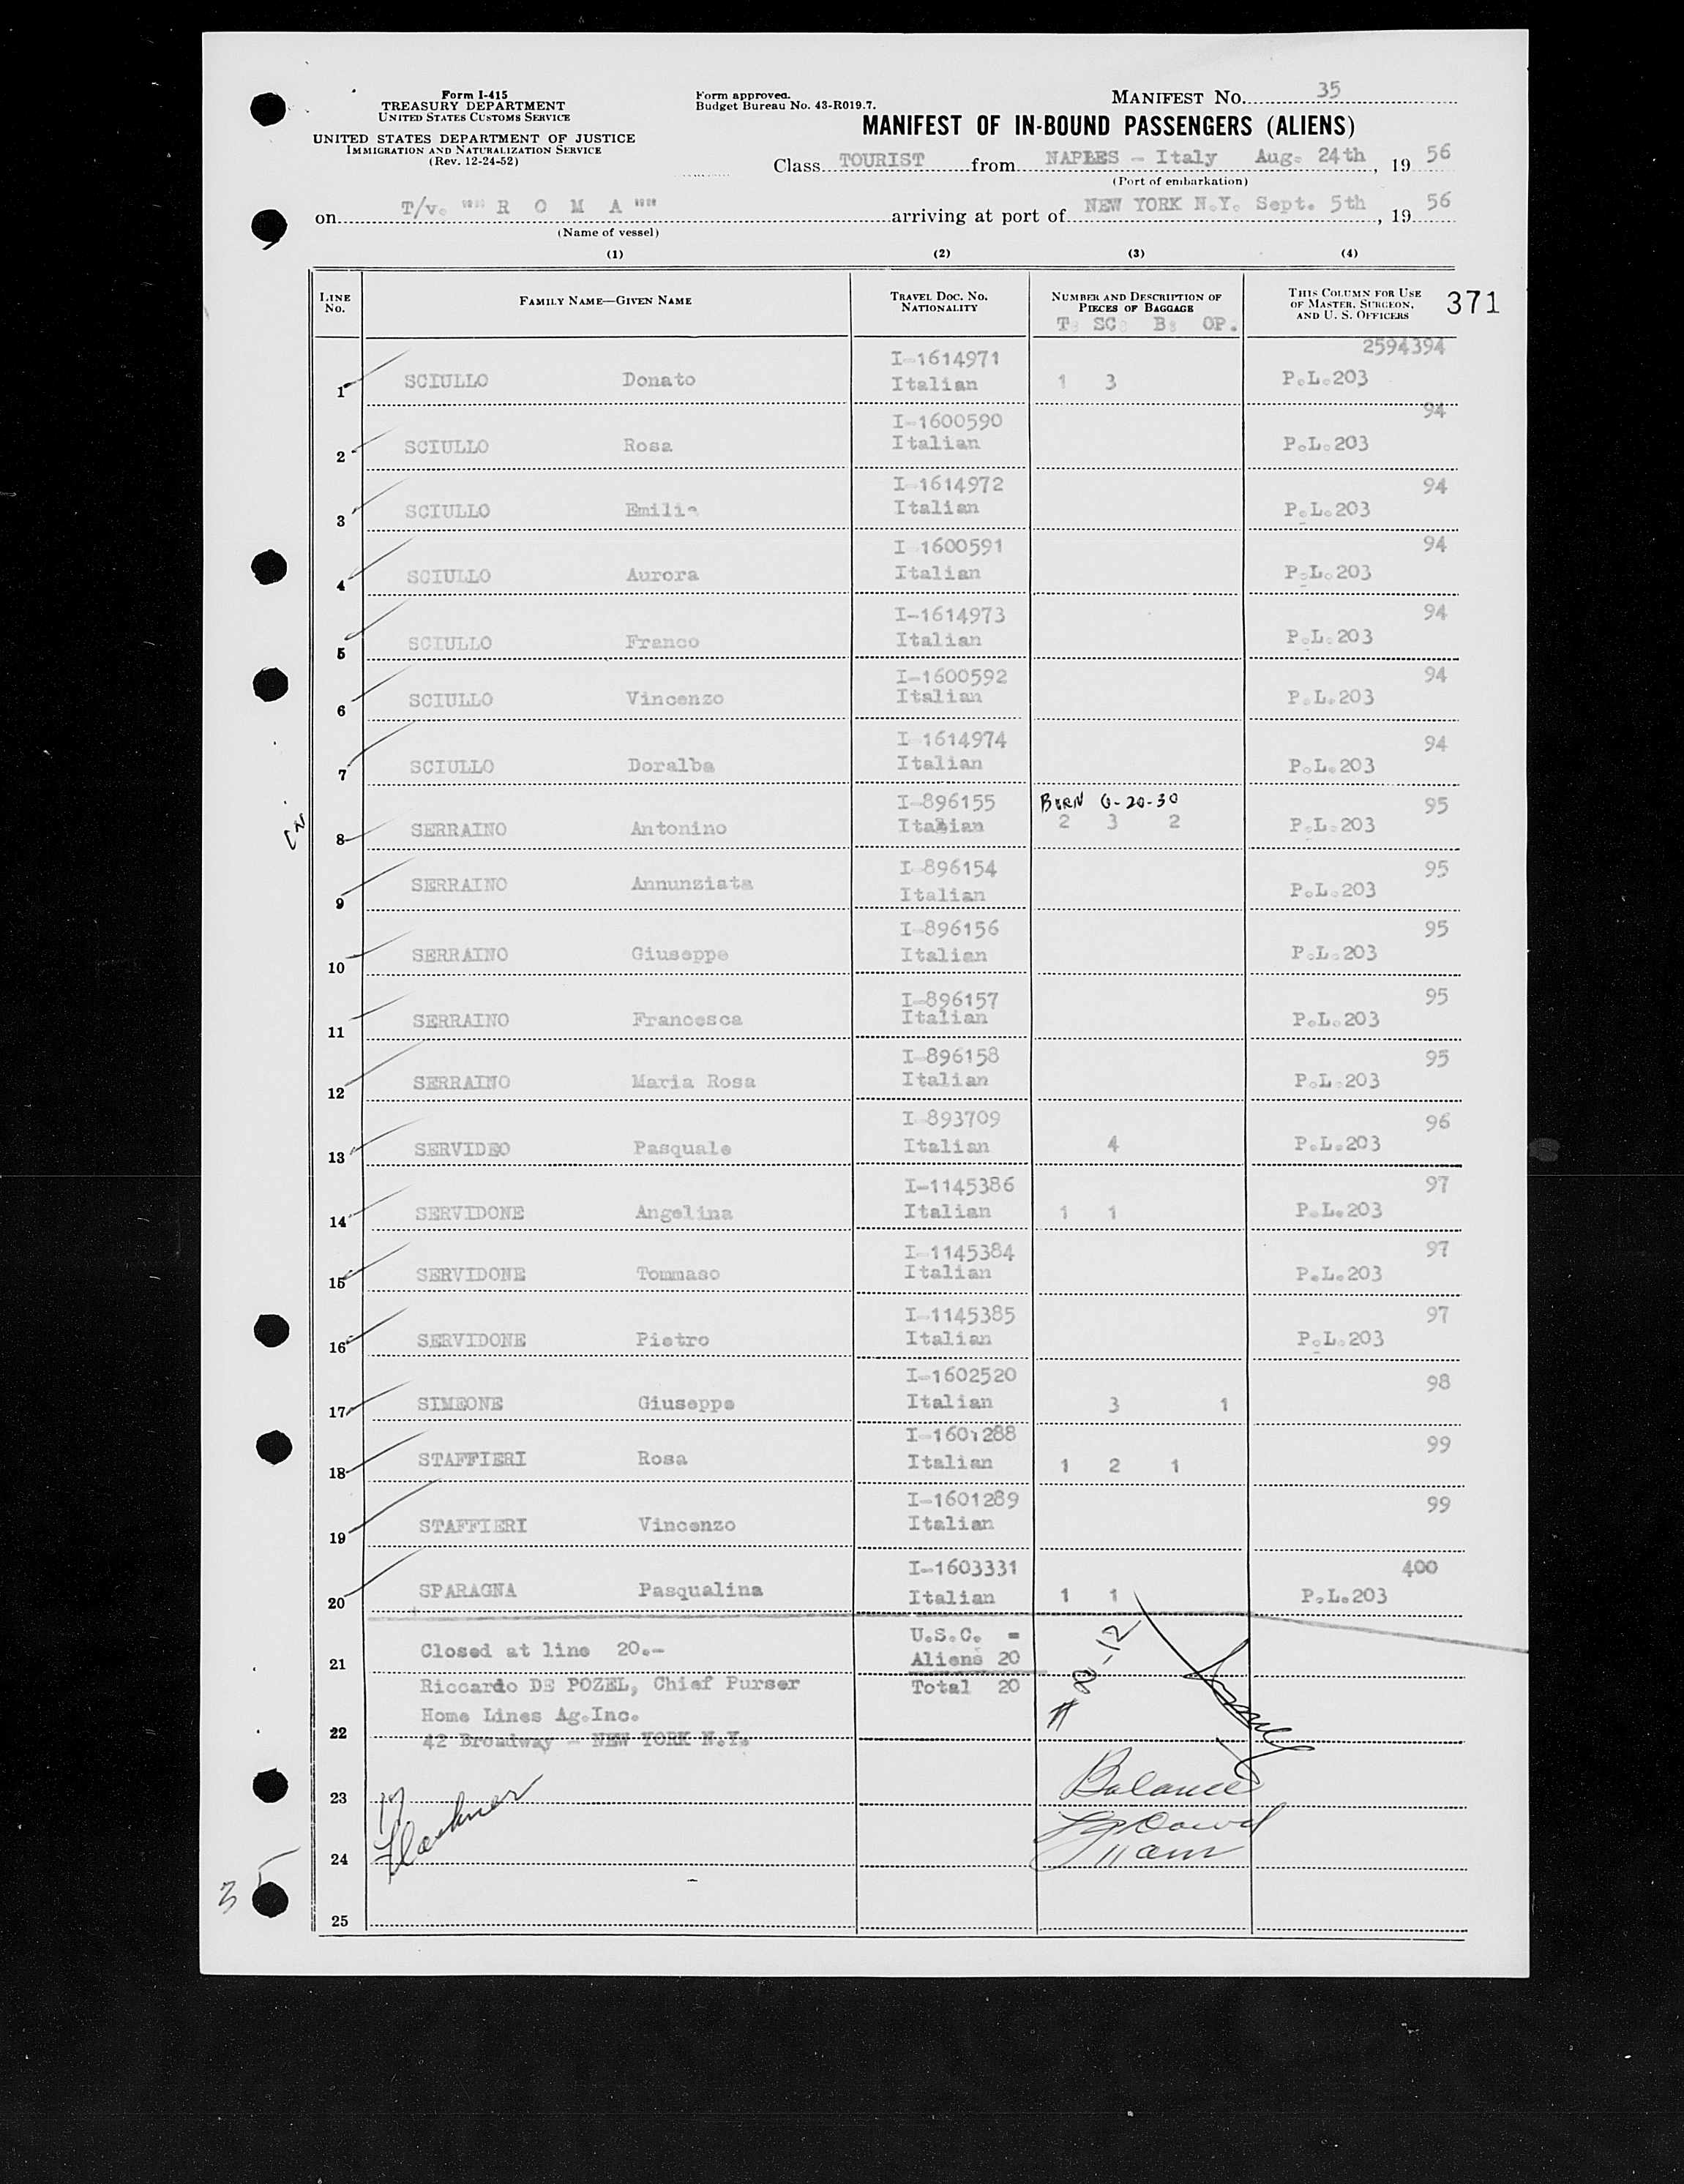 Form I-415
TREASURY DEPARTMENT
UNITED STATES CUSTOMS SERVICE
UNITED STATES DEPARTMENT OF JUSTICE
IMMIGRATION AND NATURALIZATION SERVICE
(Rev. 12-24-52)
Form approved.
Budget Bureau No. 43-R019.7.
MANIFEST NO. 35
MANIFEST OF IN-BOUND PASSENGERS (ALIENS)
Class TOURIST from NAPLES - Italy Aug. 24th, 19 56
(Port of embarkation)
on T/v. """ R O M A """ arriving at port of NEW YORK N.Y. Sept. 5th, 19 56
(Name of vessel)
(1) (2) (3) (4)
LINE NO. FAMILY NAME—GIVEN NAME TRAVEL DOC. NO. NATIONALITY NUMBER AND DESCRIPTION OF PIECES OF BAGGAGE THIS COLUMN FOR USE OF MASTER, SURGEON, AND U. S. OFFICERS 371
T: SC: B: OP.
I-1614971 2594394
1 SCIULLO Donato Italian 1 3 P.L.203
I-1600590 94
2 SCIULLO Rosa Italian P.L.203
I-1614972 94
3 SCIULLO Emilia Italian P.L.203
I-1600591 94
4 SCIULLO Aurora Italian P.L.203
I-1614973 94
5 SCIULLO Franco Italian P.L.203
I-1600592 94
6 SCIULLO Vincenzo Italian P.L.203
I-1614974 94
7 SCIULLO Doralba Italian P.L.203
I-896155 BORN 6-20-30 95
8 SERRAINO Antonino Italian 2 3 2 P.L.203
I-896154 95
9 SERRAINO Annunziata Italian P.L.203
I-896156 95
10 SERRAINO Giuseppe Italian P.L.203
I-896157 95
11 SERRAINO Francesca Italian P.L.203
I-896158 95
12 SERRAINO Maria Rosa Italian P.L.203
I-893709 96
13 SERVIDEO Pasquale Italian 4 P.L.203
I-1145386 97
14 SERVIDONE Angelina Italian 1 1 P.L.203
I-1145384 97
15 SERVIDONE Tommaso Italian P.L.203
I-1145385 97
16 SERVIDONE Pietro Italian P.L.203
I-1602520 98
17 SIMEONE Giuseppe Italian 3 1
I-1601288 99
18 STAFFIERI Rosa Italian 1 2 1
I-1601289 99
19 STAFFIERI Vincenzo Italian
I-1603331 400
20 SPARAGNA Pasqualina Italian 1 1 P.L.203
U.S.C. =
21 Closed at line 20.- Aliens 20
Riccardo DE POZEL, Chief Purser Total 20
Home Lines Ag.Inc.
22 42 Broadway - NEW YORK N.Y.
23 Balance
24 11 am
35
25